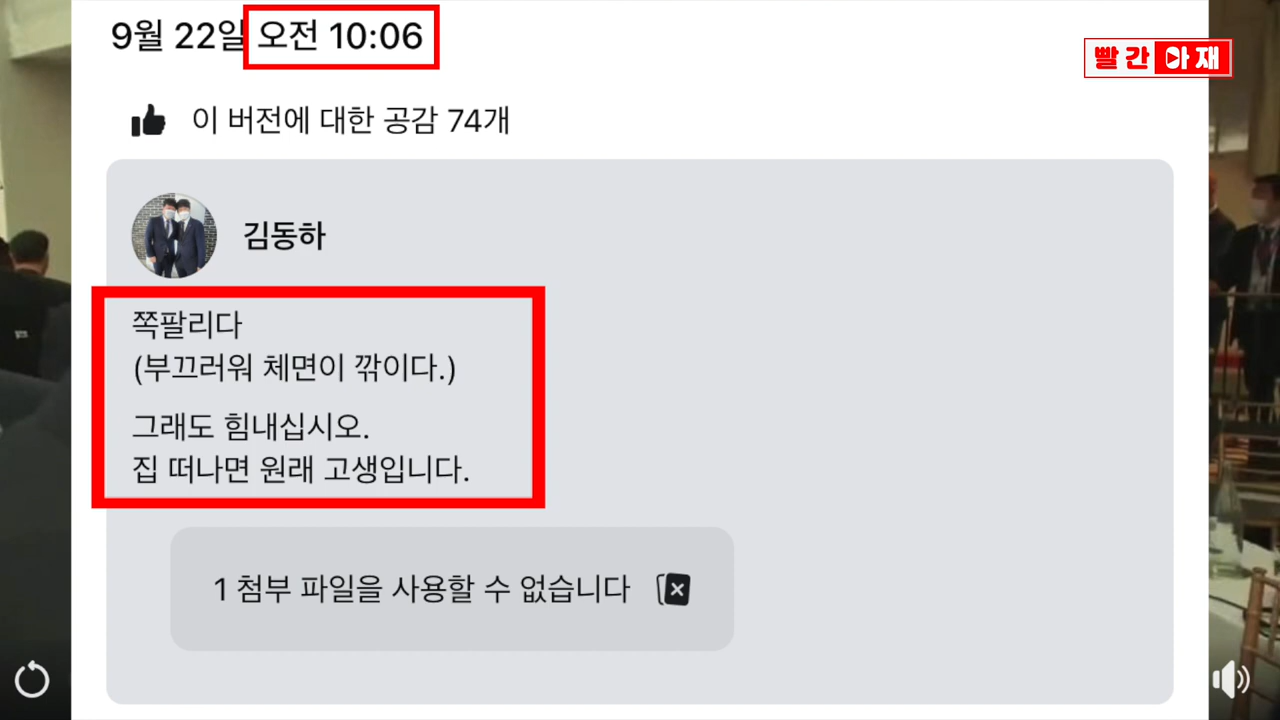 9월 22일 오전 10:06
빨간아재
이 버전에 대한 공감 74개
김동하
쪽팔리다
(부끄러워 체면이 깎이다.)
그래도 힘내십시오.
집 떠나면 원래 고생입니다.
1 첨부 파일을 사용할 수 없습니다